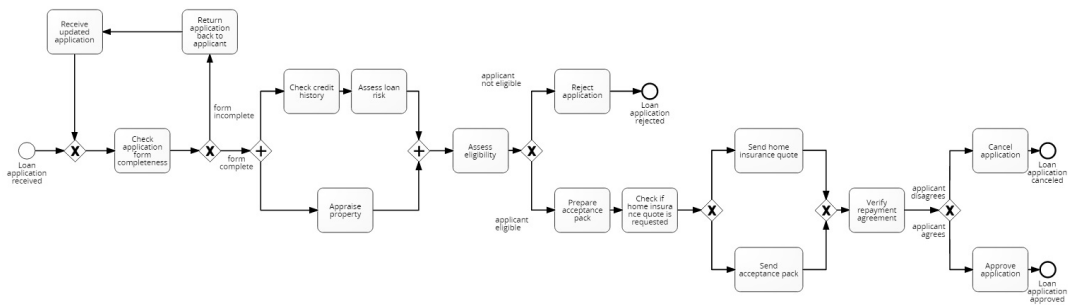 Receive
updated
application
Return
application
back to
applicant
Loan
application
received
Check
application
form
completeness
form
incomplete
form
complete
Check credit
history
Assess loan
risk
Appraise
property
Assess
eligibility
applicant
not eligible
applicant
eligible
Reject
application
Loan
application
rejected
Prepare
acceptance
pack
Check if
home insura
nce quote is
requested
Send home
insurance quote
Send
acceptance pack
Verify
repayment
agreement
applicant
disagrees
applicant
agrees
Cancel
application
Loan
application
canceled
Approve
application
Loan
application
approved